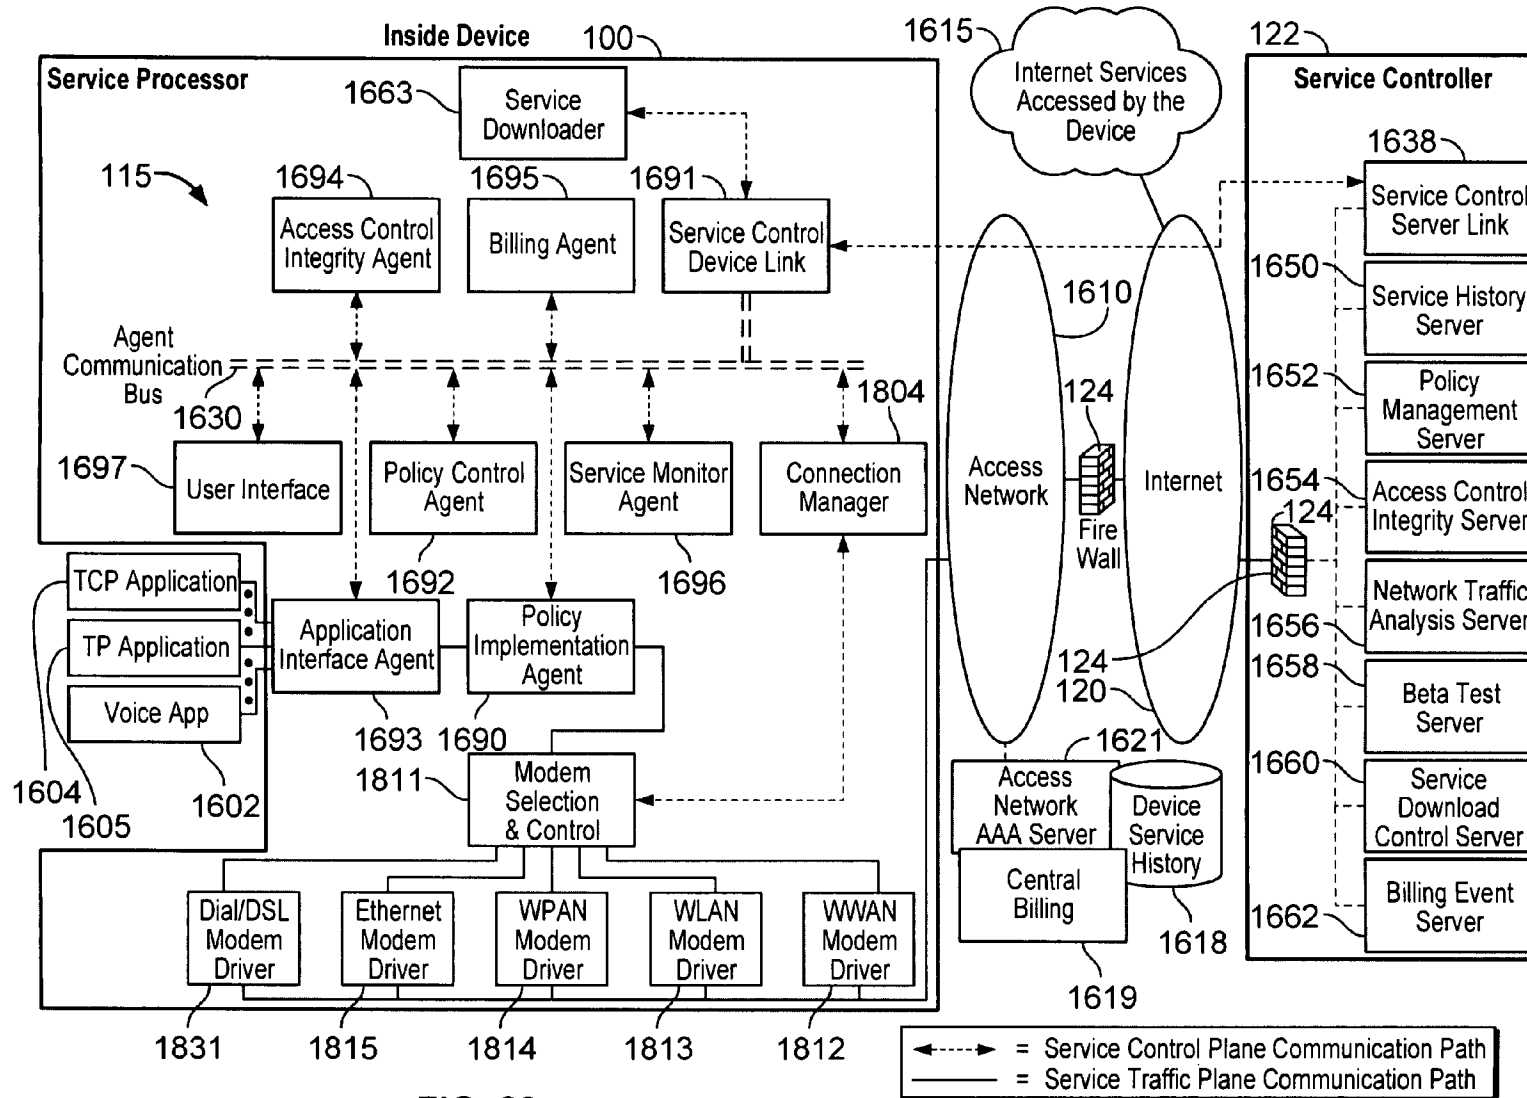 Inside Device
100
1615
122
Service Processor
Service Controller
1663
Service
Downloader
Internet Services
Accessed by the
Device
115
1694
1695
1691
1638
Access Control
Integrity Agent
Billing Agent
Service Control
Device Link
Service Control
Server Link
1610
1650
Service History
Server
Agent
Communication
Bus
1630
124
1804
1652
Policy
Management
Server
1697
User Interface
Policy Control
Agent
Service Monitor
Agent
Connection
Manager
Access
Network
Internet
Fire
Wall
1654
Access Control
Integrity Server
124
1692
1696
TCP Application
TP Application
Voice App
Application
Interface Agent
Policy
Implementation
Agent
Network Traffic
Analysis Server
1656
124
120
1658
Beta Test
Server
1693
1690
1604
1605
1602
1811
Modem
Selection
& Control
1621
Access
Network
AAA Server
Device
Service
History
Central
Billing
1618
1619
1660
Service
Download
Control Server
Billing Event
Server
1662
Dial/DSL
Modem
Driver
Ethernet
Modem
Driver
WPAN
Modem
Driver
WLAN
Modem
Driver
WWAN
Modem
Driver
1831
1815
1814
1813
1812
= Service Control Plane Communication Path
= Service Traffic Plane Communication Path